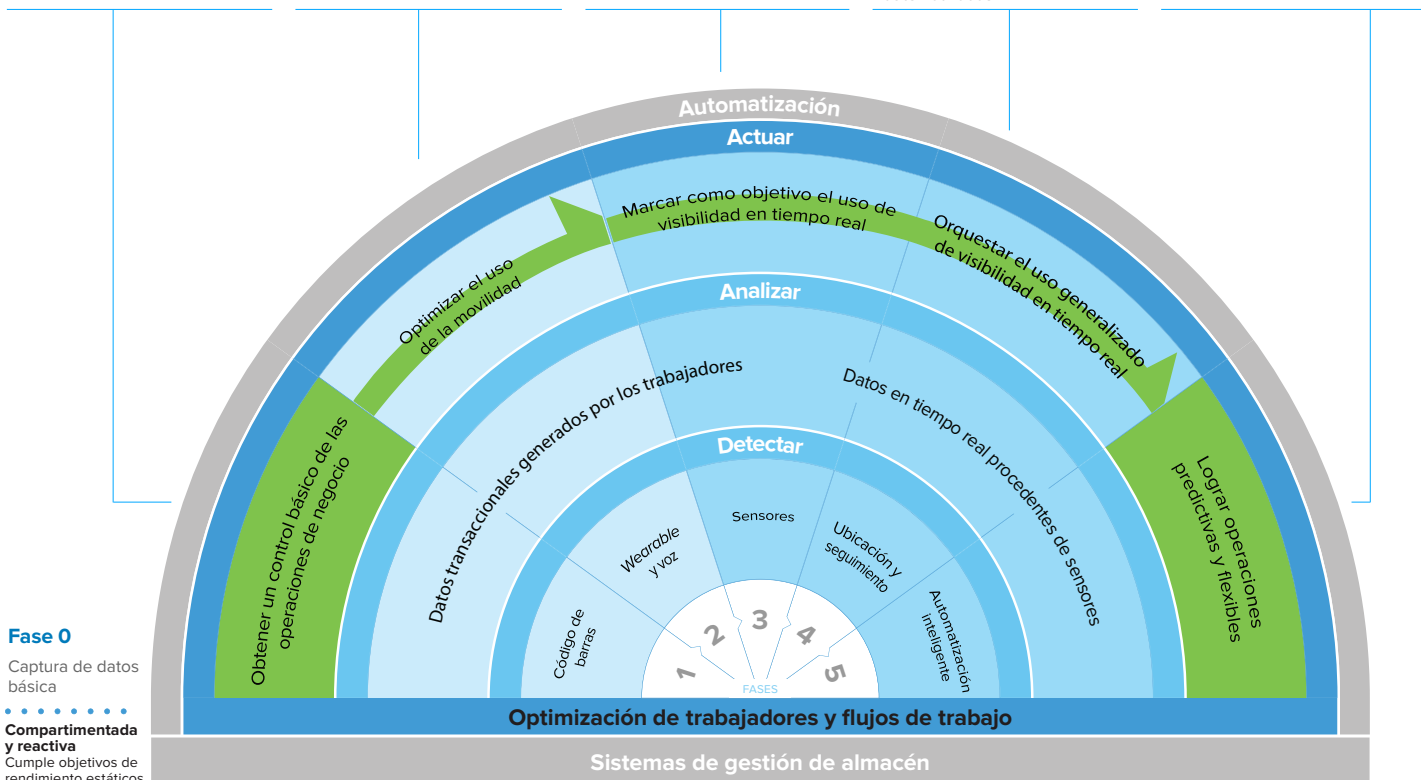 Automatización
Actuar
Marcar como objetivo el uso de
visibilidad en tiempo real
Optimizar el uso
de la movilidad
Orquestar el uso generalizado
de visibilidad en tiempo real
Obtener un control básico de las
operaciones de negocio
Lograr operaciones
predictivas y flexibles
Analizar
Datos transaccionales generados por los trabajadores
Datos en tiempo real procedentes de sensores
Detectar
Código de
barras
Wearable
y voz
Sensores
Ubicación y
seguimiento
Automatización
inteligente
1
2
3
4
5
FASES
Fase 0
Captura de datos
básica
Compartimentada
y reactiva
Cumple objetivos de
rendimiento estáticos
Optimización de trabajadores y flujos de trabajo
Sistemas de gestión de almacén